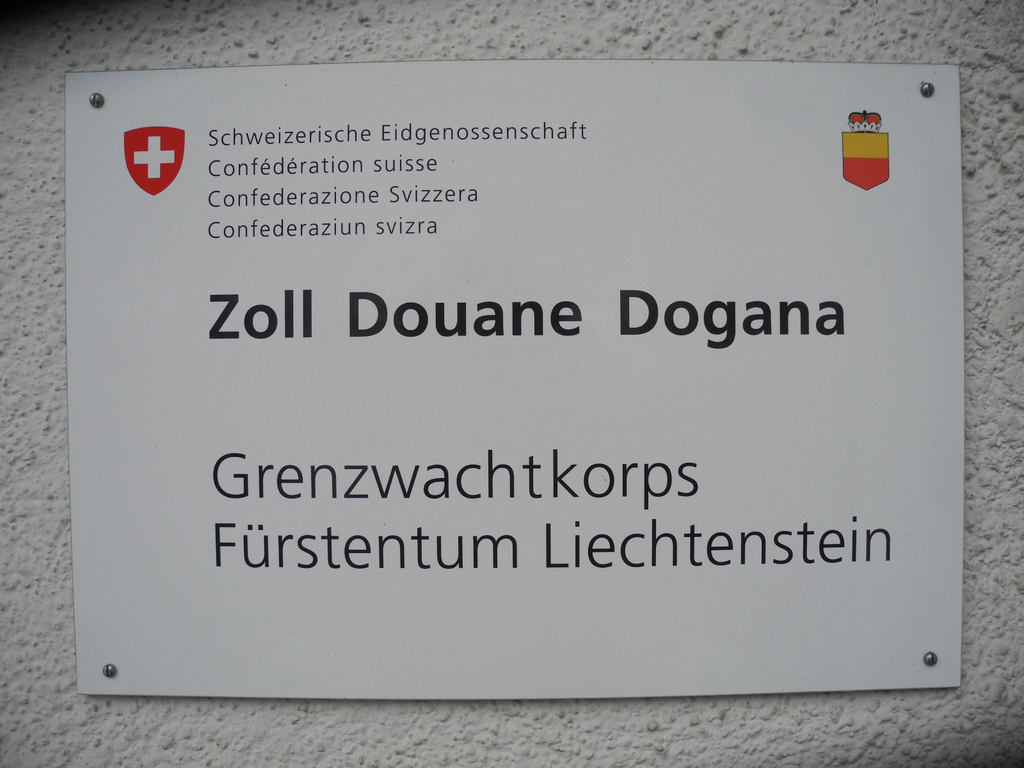 Schweizerische Eidgenossenschaft
Confédération suisse
Confederazione Svizzera
Confederaziun svizra
Zoll Douane Dogana
Grenzwachtkorps
Fürstentum Liechtenstein